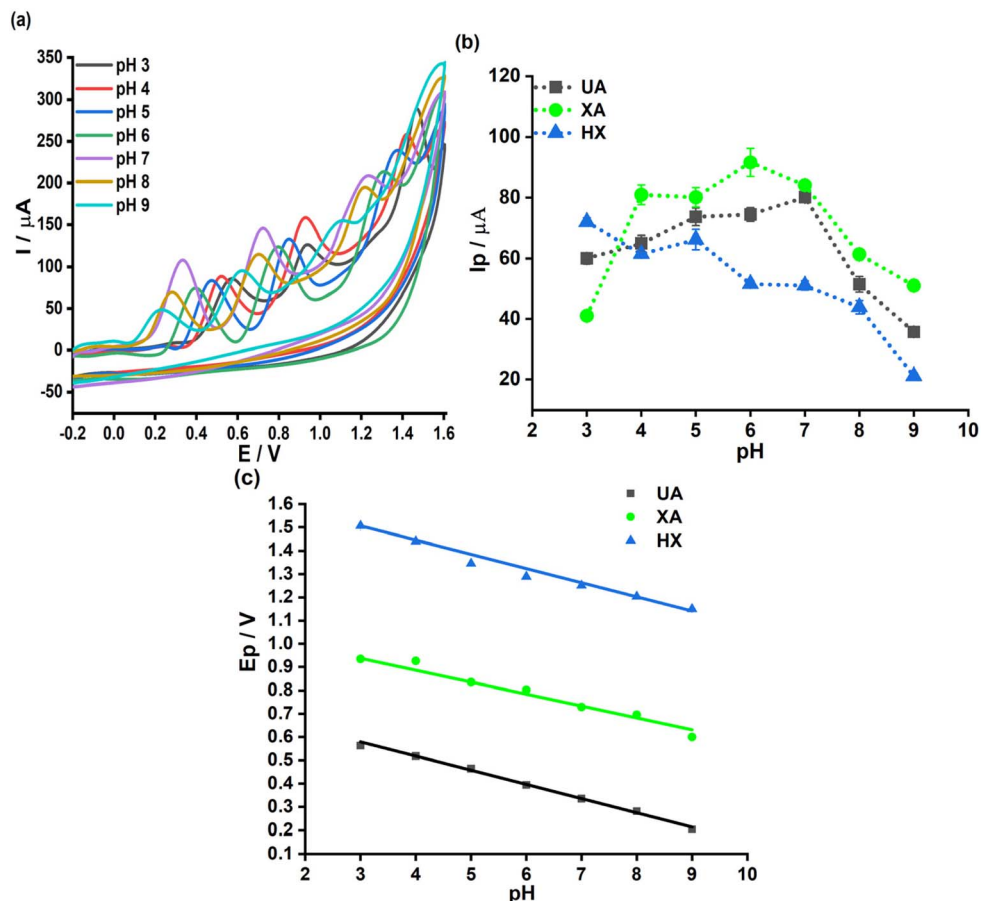 (a)
350
300
250
200
150
100
50
0
-50
I / µA
pH 3
pH 4
pH 5
pH 6
pH 7
pH 8
pH 9
-0.2 0.0 0.2 0.4 0.6 0.8 1.0 1.2 1.4 1.6
E / V
(b)
120
100
80
60
40
20
Ip / µA
UA
XA
HX
2 3 4 5 6 7 8 9 10
pH
(c)
1.6
1.5
1.4
1.3
1.2
1.1
1.0
0.9
0.8
0.7
0.6
0.5
0.4
0.3
0.2
0.1
Ep / V
UA
XA
HX
2 3 4 5 6 7 8 9 10
pH